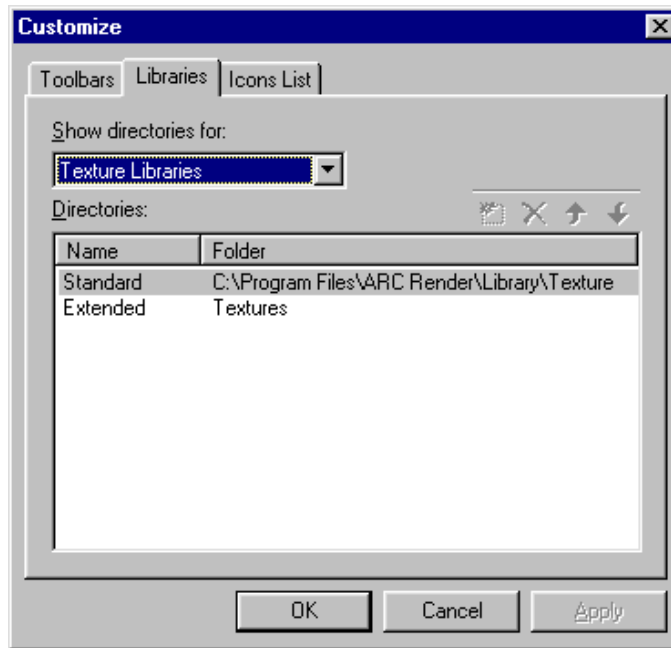 Customize
Toolbars Libraries Icons List
Show directories for:
Texture Libraries
Directories:
Name Folder
Standard C:\Program Files\ARC Render\Library\Texture
Extended Textures
OK Cancel Apply